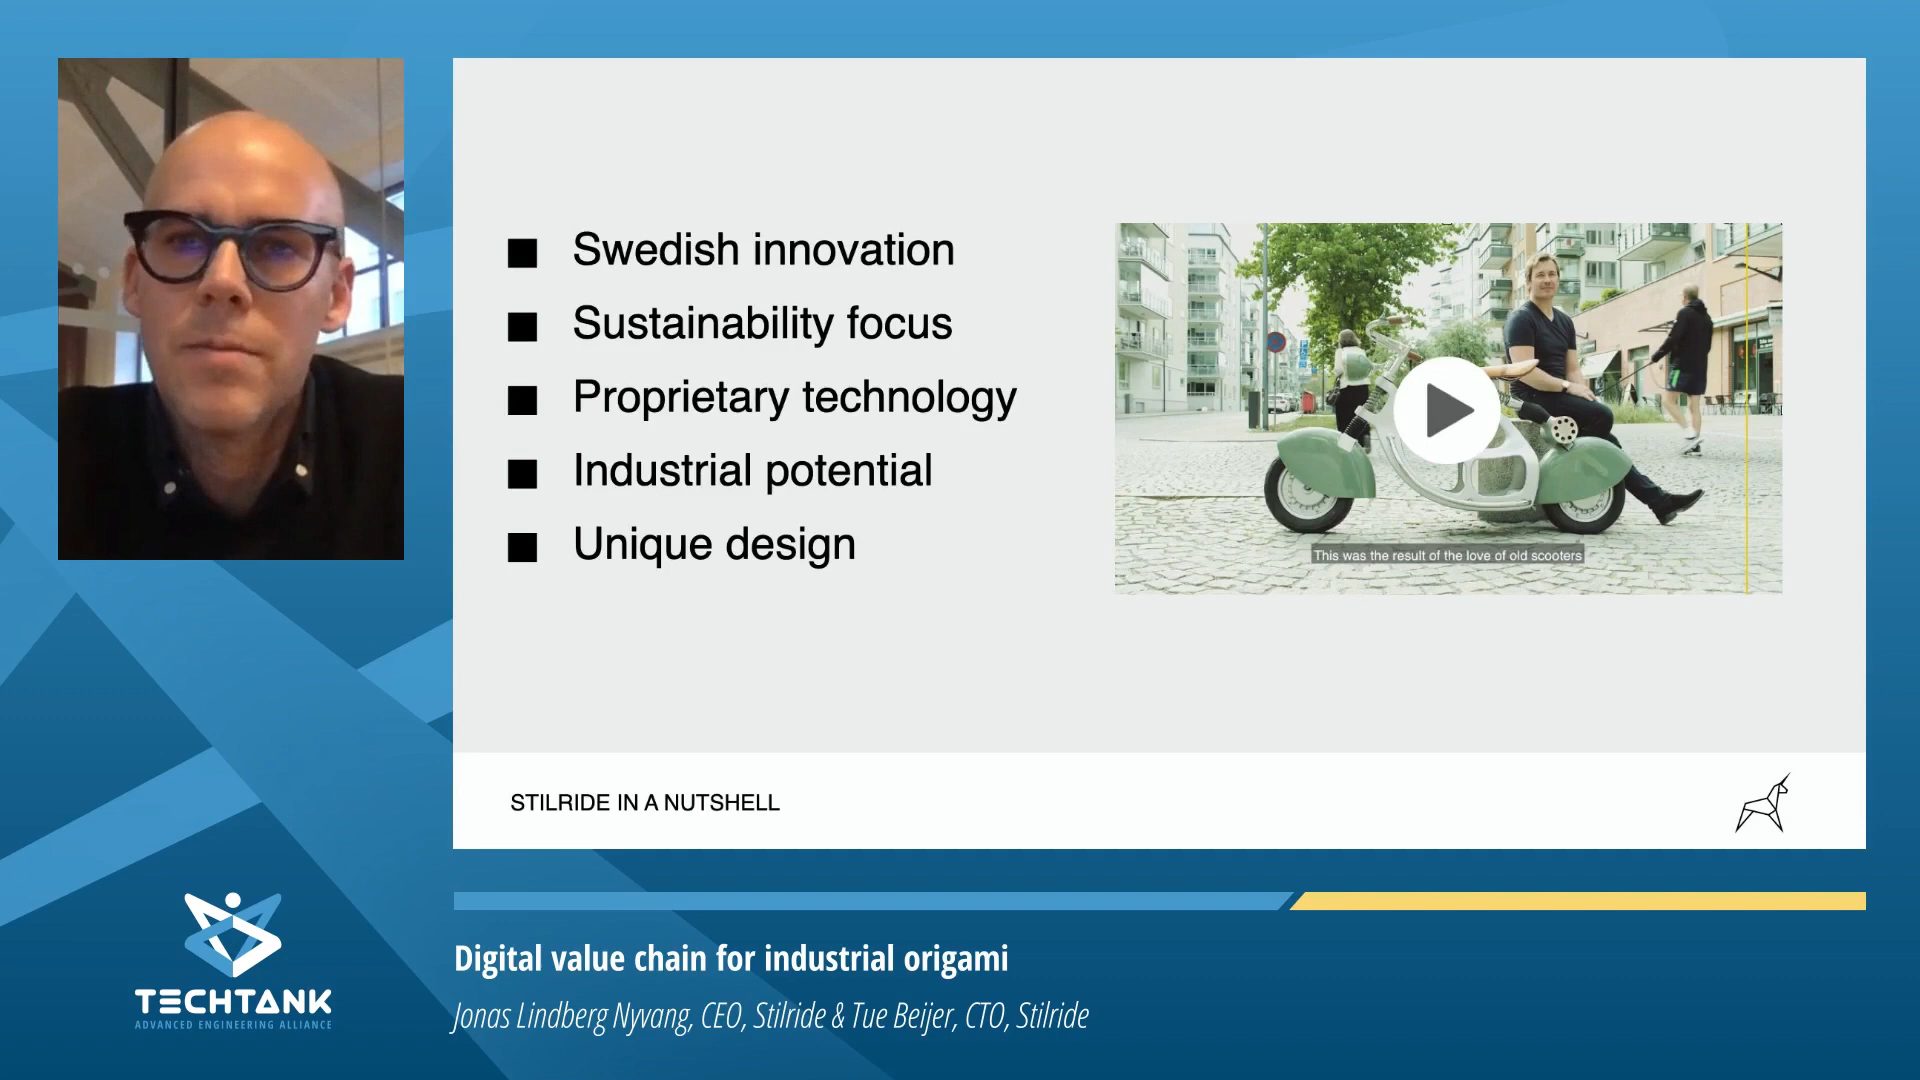 Swedish innovation
Sustainability focus
Proprietary technology
Industrial potential
Unique design
This was the result of the love of old scooters
STILRIDE IN A NUTSHELL
TECHTANK
ADVANCED ENGINEERING ALLIANCE
Digital value chain for industrial origami
Jonas Lindberg Nyvang, CEO, Stilride & Tue Beijer, CTO, Stilride